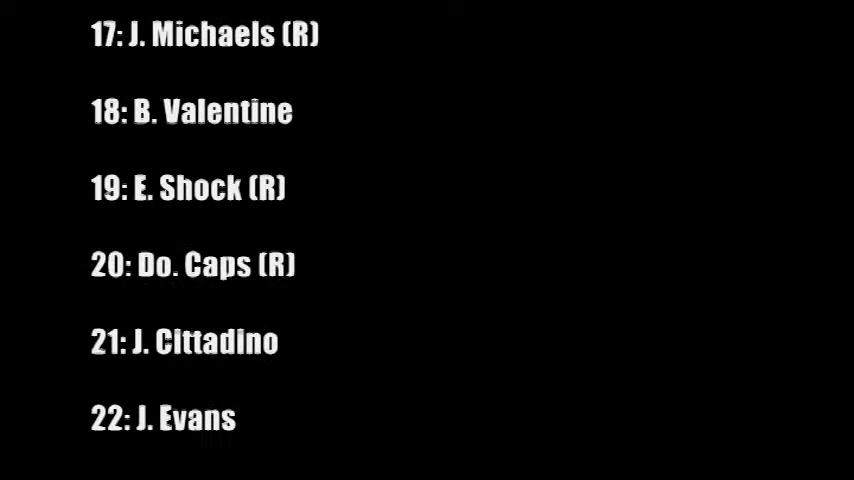 17: J. Michaels (R)
18: B. Valentine
19: E. Shock (R)
20: Do. Caps (R)
21: J. Cittadino
22: J. Evans